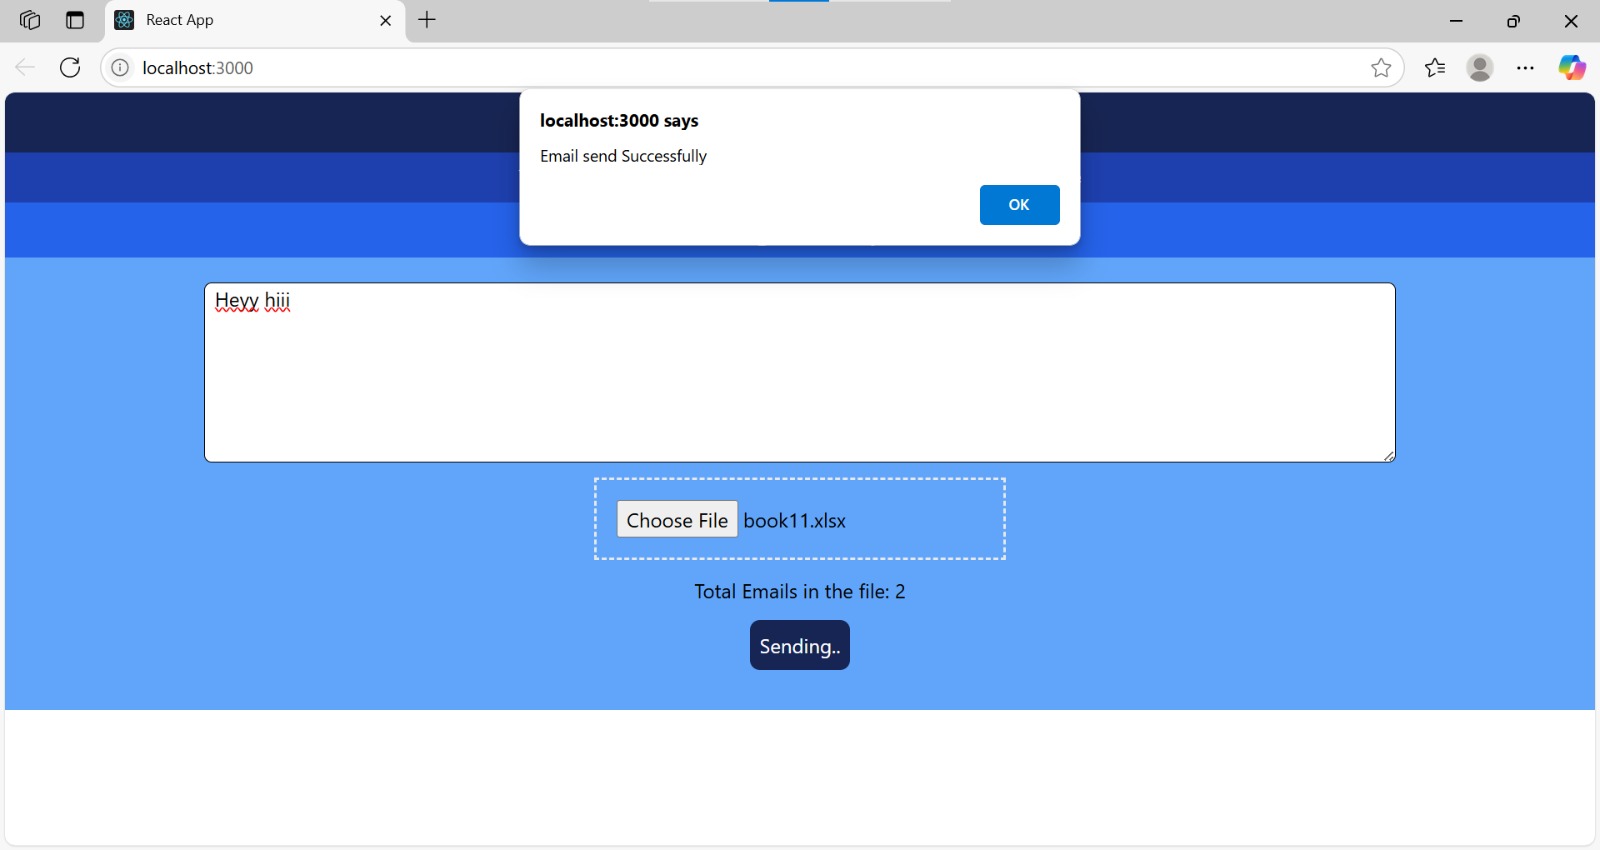 React App
localhost:3000
localhost:3000 says
Email send Successfully
OK
Heyy hiii
Choose File book11.xlsx
Total Emails in the file: 2
Sending..